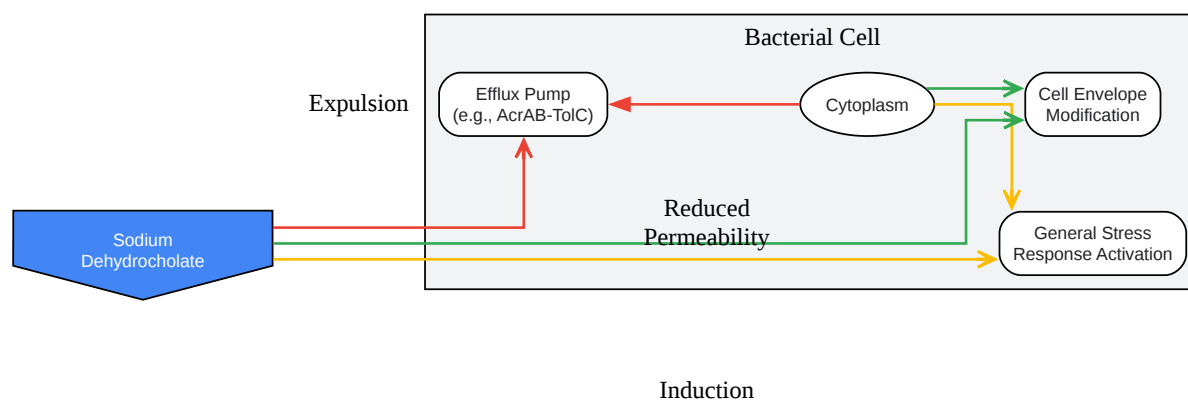 Bacterial Cell
Expulsion
Efflux Pump
(e.g., AcrAB-TolC)
Cytoplasm
Cell Envelope
Modification
Reduced
Permeability
Sodium
Dehydrocholate
General Stress
Response Activation
Induction